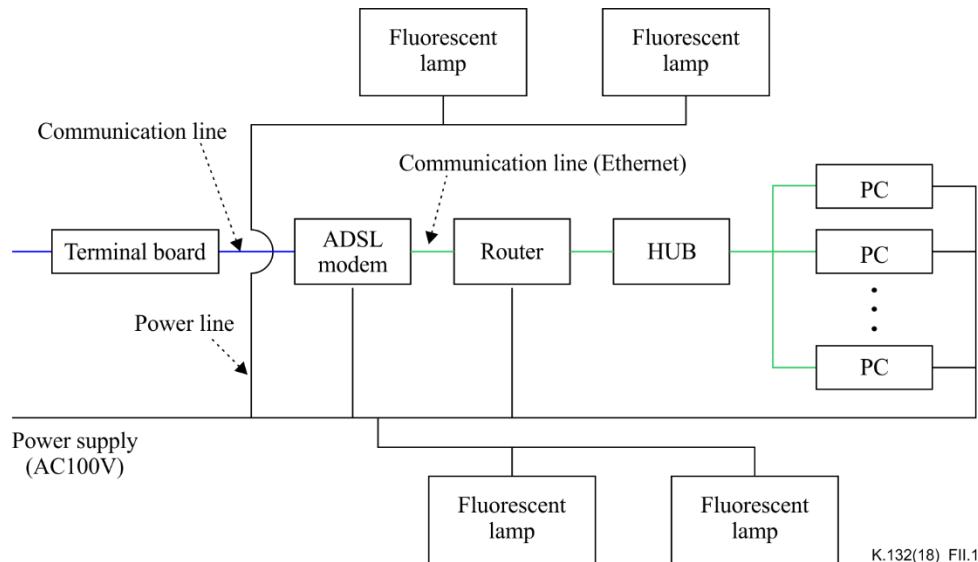 Fluorescent
lamp
Fluorescent
lamp
Communication line
Communication line (Ethernet)
Terminal board
ADSL
modem
Router
HUB
PC
PC
PC
Power line
Power supply
(AC100V)
Fluorescent
lamp
Fluorescent
lamp
K.132(18)_FII.1